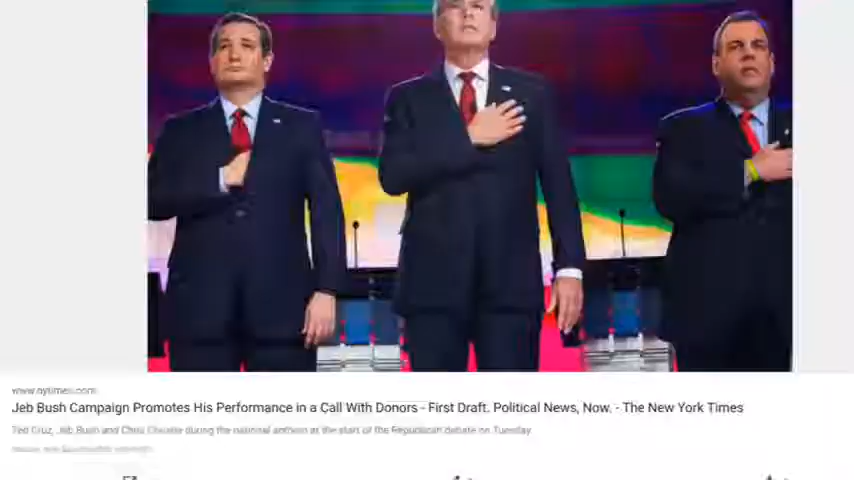 www.nytimes.com
Jeb Bush Campaign Promotes His Performance in a Call With Donors - First Draft. Political News, Now. - The New York Times
Ted Cruz, Jeb Bush and Chris Christie during the national anthem at the start of the Republican debate on Tuesday